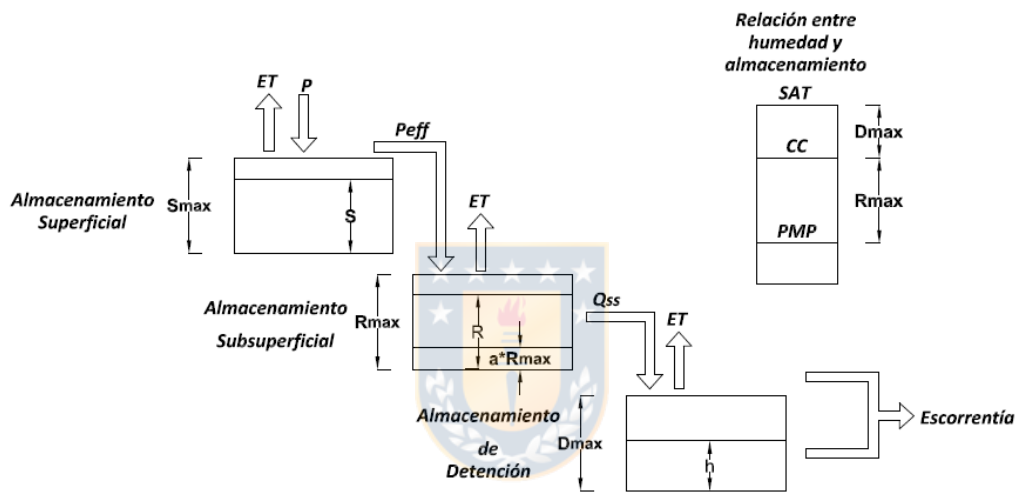 Relación entre
humedad y
almacenamiento
SAT
Dmax
CC
Rmax
PMP
ET
P
Peff
Almacenamiento
Superficial
Smax
S
ET
Almacenamiento
Subsuperficial
Rmax
R
a*Rmax
Qss
ET
Almacenamiento
de
Detención
Dmax
h
Escorrentía